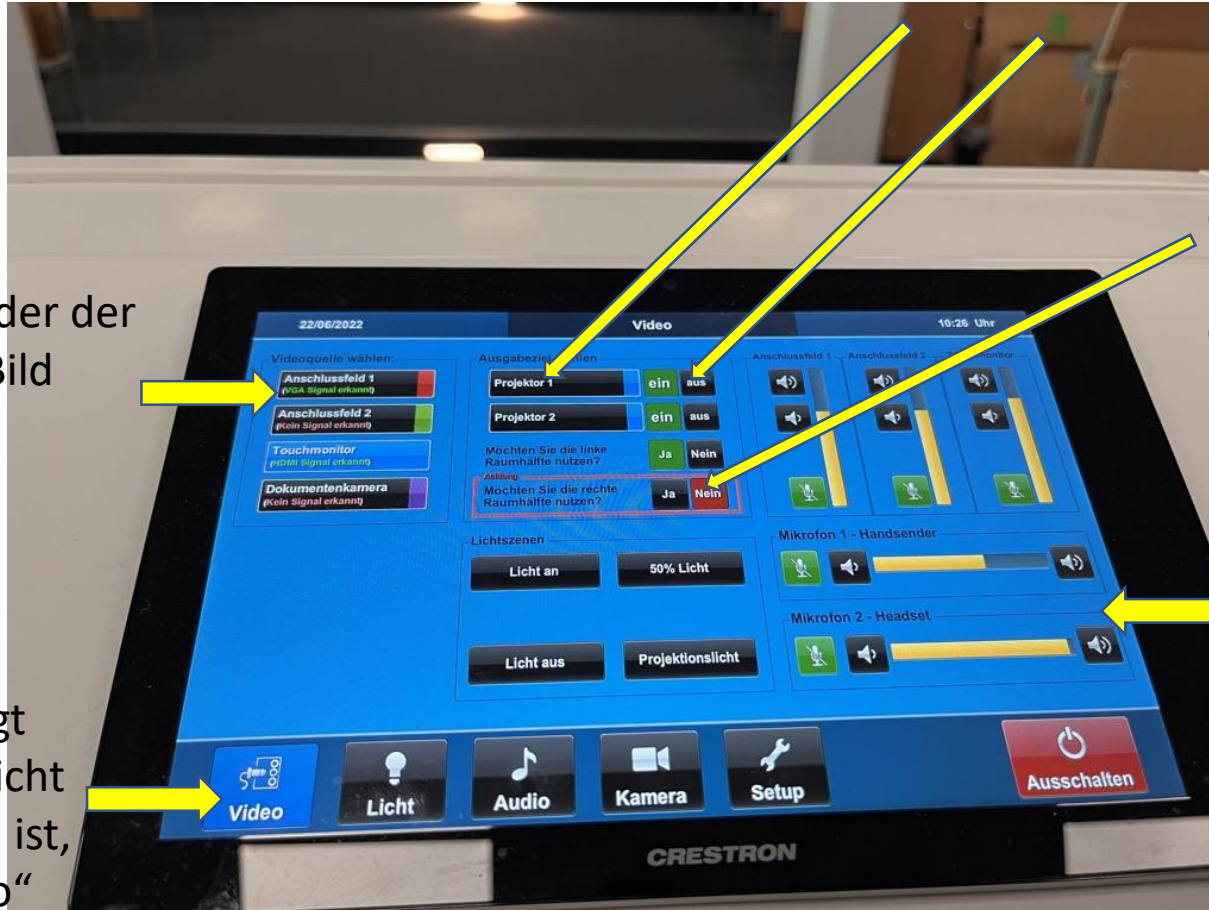 der der
Bild
gt
icht
ist,
o“
22/06/2022
Video
10:26 Uhr
Videoquelle wählen:
Anschlussfeld 1
(VGA Signal erkannt)
Anschlussfeld 2
(Kein Signal erkannt)
Touchmonitor
(HDMI Signal erkannt)
Dokumentenkamera
(Kein Signal erkannt)
Projektor 1
ein
aus
Projektor 2
ein
aus
Möchten Sie die linke
Raumhälfte nutzen?
Ja
Nein
Achtung
Möchten Sie die rechte
Raumhälfte nutzen?
Ja
Nein
Anschlussfeld 1
Anschlussfeld 2
Lichtszenen
Licht an
50% Licht
Licht aus
Projektionslicht
Mikrofon 1 - Handsender
Mikrofon 2 - Headset
Video
Licht
Audio
Kamera
Setup
Ausschalten
CRESTRON